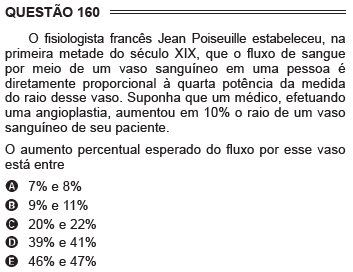 QUESTÃO 160
O fisiologista francês Jean Poiseuille estabeleceu, na
primeira metade do século XIX, que o fluxo de sangue
por meio de um vaso sanguíneo em uma pessoa é
diretamente proporcional à quarta potência da medida
do raio desse vaso. Suponha que um médico, efetuando
uma angioplastia, aumentou em 10% o raio de um vaso
sanguíneo de seu paciente.
O aumento percentual esperado do fluxo por esse vaso
está entre
A 7% e 8%
B 9% e 11%
C 20% e 22%
D 39% e 41%
E 46% e 47%